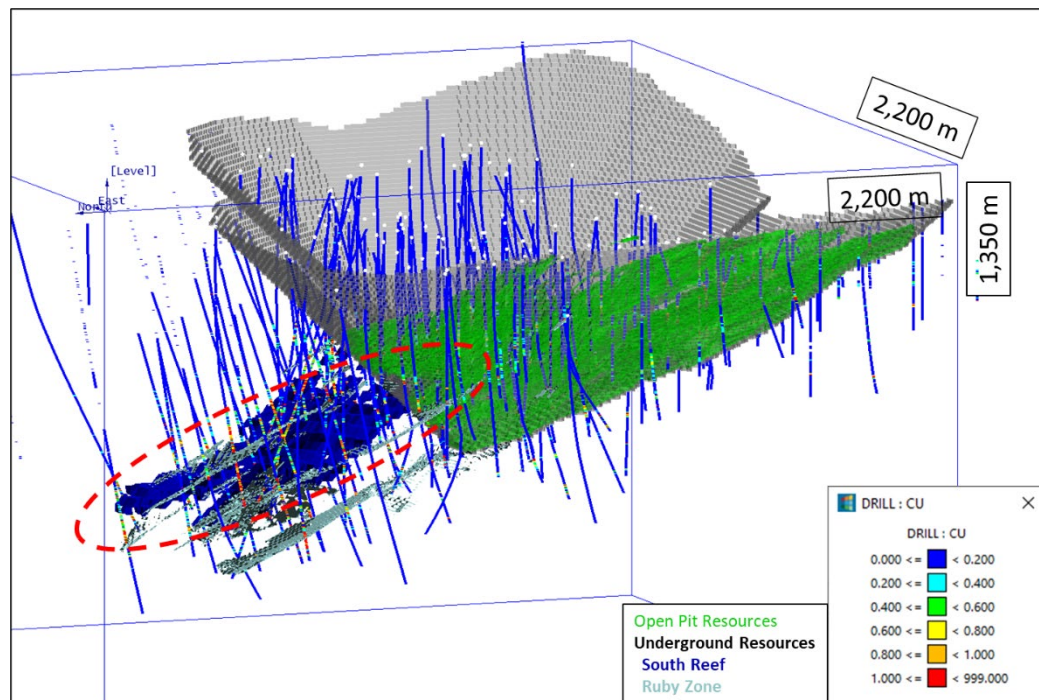 2,200 m
[Level]
East
2,200 m
1,350 m
DRILL : CU
DRILL : CU
0.000 <= < 0.200
0.200 <= < 0.400
0.400 <= < 0.600
0.600 <= < 0.800
0.800 <= < 1.000
1.000 <= < 999.000
Open Pit Resources
Underground Resources
South Reef
Ruby Zone